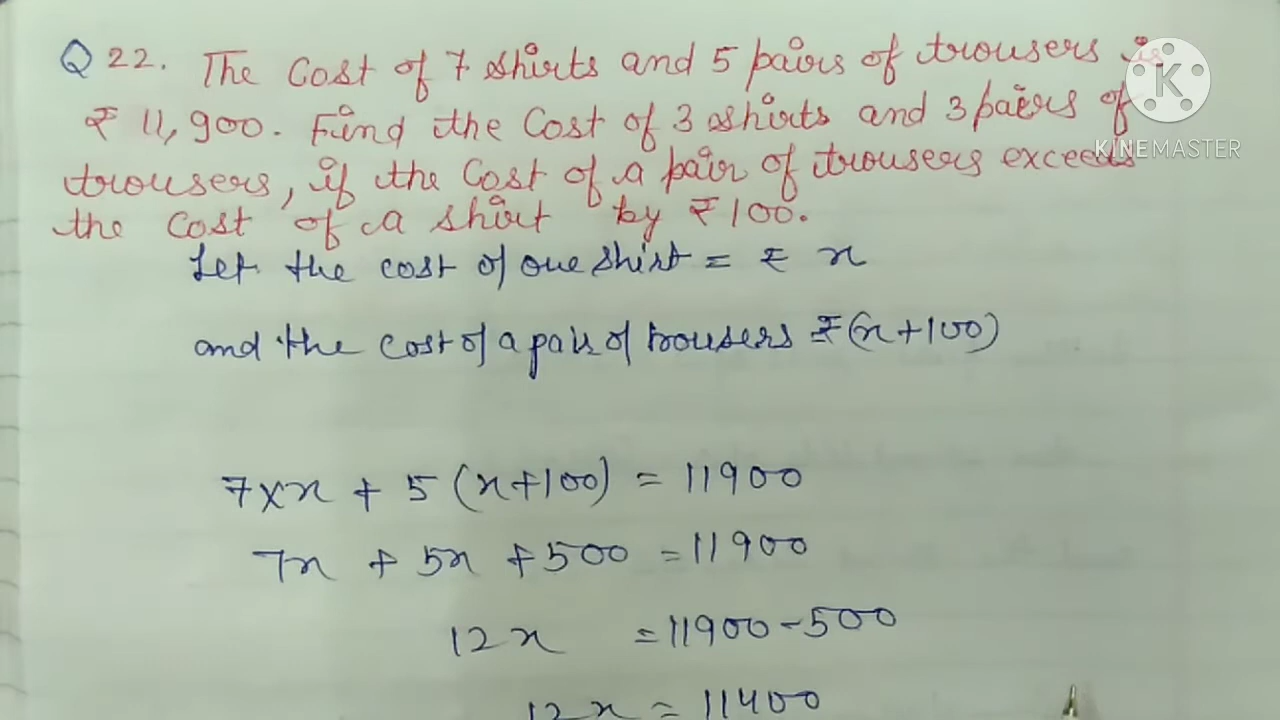 Q 22. The Cost of 7 shirts and 5 pairs of trousers is
₹ 11,900. Find the Cost of 3 shirts and 3 pairs of
trousers, if the Cost of a pair of trousers exceeds
the Cost of a shirt by ₹ 100.
Let the cost of one shirt = ₹ x
and the cost of a pair of trousers ₹ (x+100)
7×x + 5 (x+100) = 11900
7x + 5x + 500 = 11900
12x = 11900 - 500
12x = 11400
K
KINEMASTER